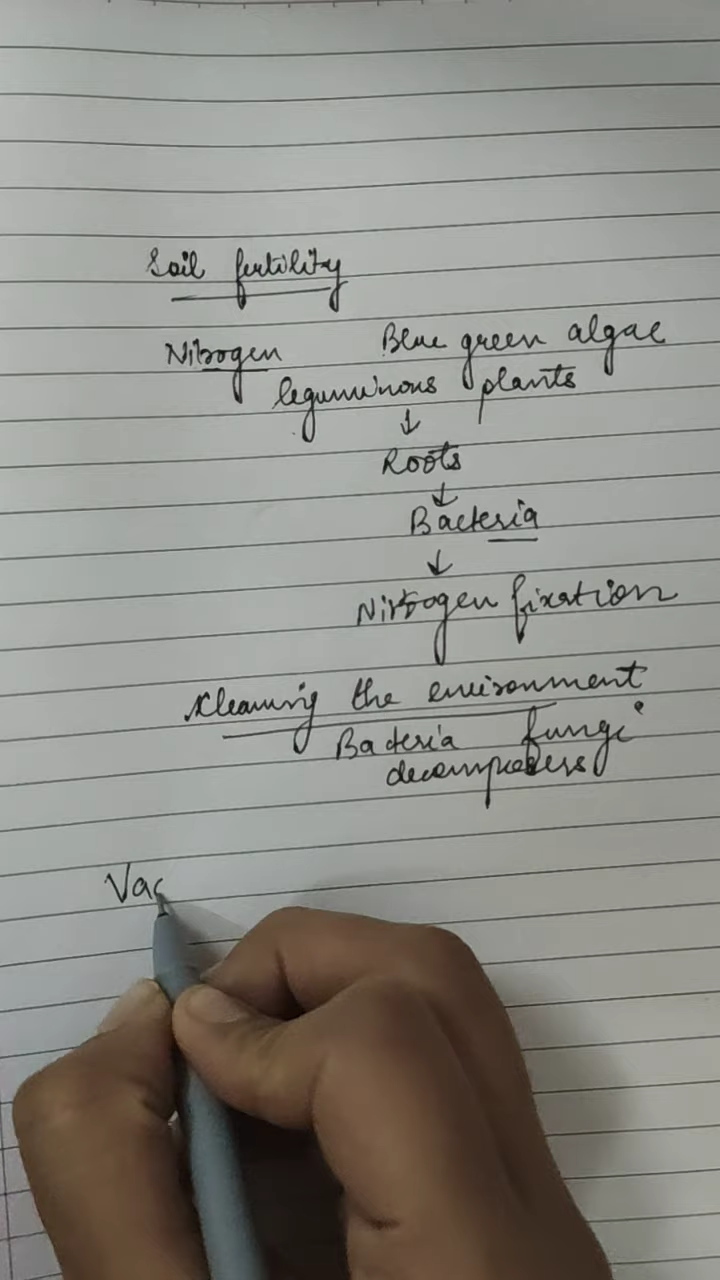 Soil fertility
Nitrogen Blue green algae
leguminous plants
↓
Roots
↓
Bacteria
↓
Nitrogen fixation
Cleaning the environment
Bacteria fungi
decomposers
Vac